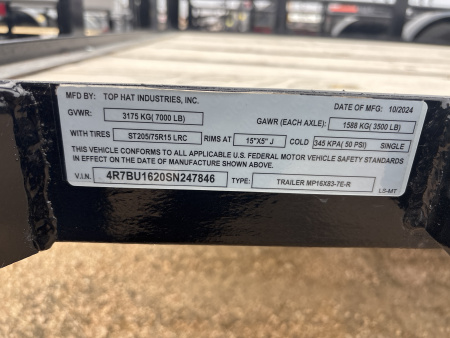 MFD BY: TOP HAT INDUSTRIES, INC. DATE OF MFG: 10/2024
GVWR: 3175 KG( 7000 LB) GAWR (EACH AXLE): 1588 KG( 3500 LB)
WITH TIRES ST205/75R15 LRC RIMS AT 15"X5" J COLD 345 KPA( 50 PSI) SINGLE
THIS VEHICLE CONFORMS TO ALL APPLICABLE U.S. FEDERAL MOTOR VEHICLE SAFETY STANDARDS
IN EFFECT ON THE DATE OF MANUFACTURE SHOWN ABOVE.
V.I.N. 4R7BU1620SN247846 TYPE: TRAILER MP16X83-7E-R
LS-MT